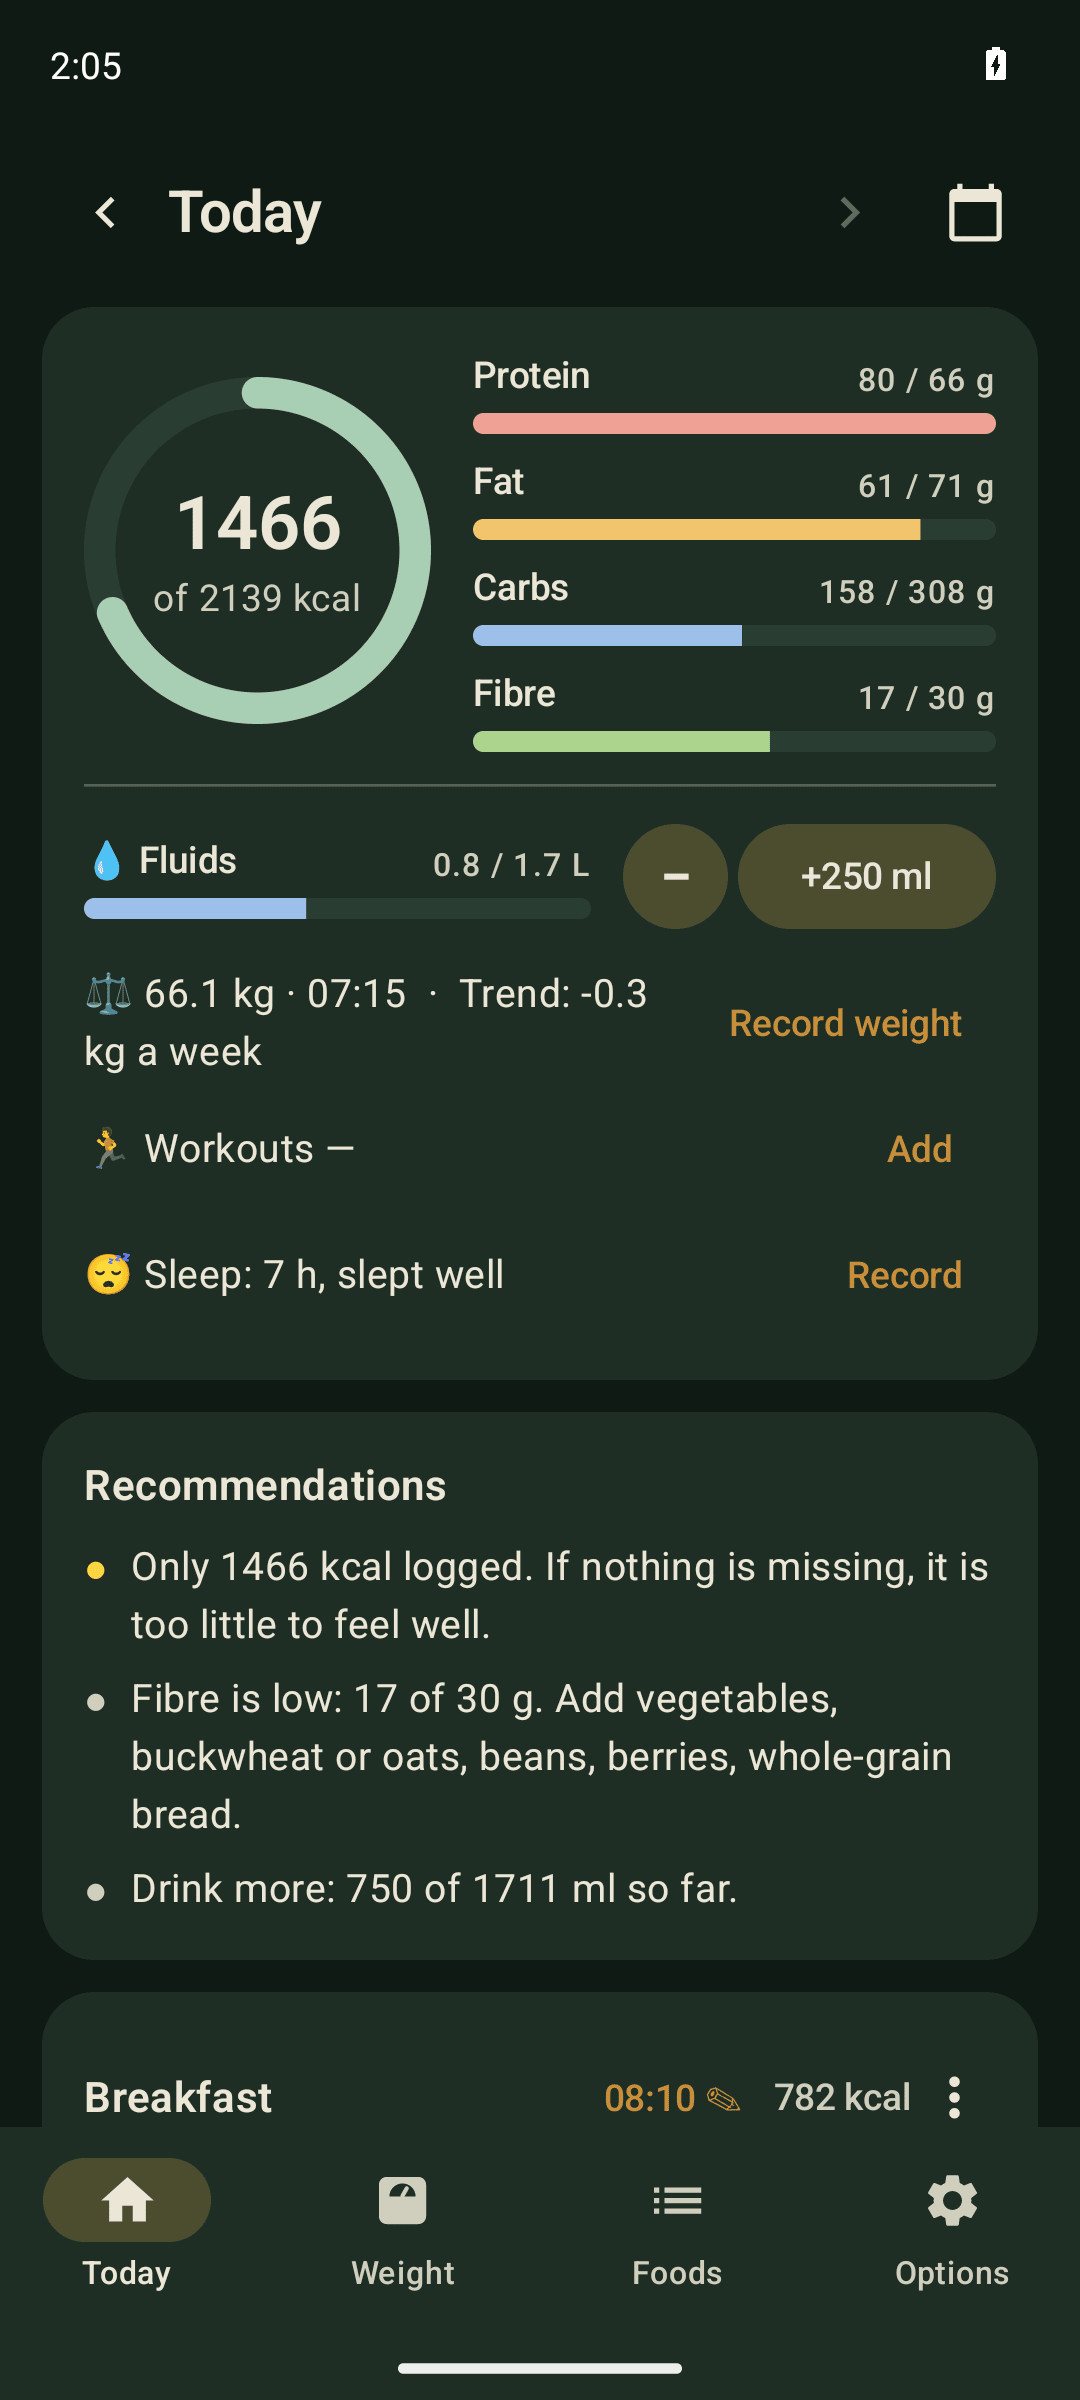 2:05
Today
1466
of 2139 kcal
Protein 80 / 66 g
Fat 61 / 71 g
Carbs 158 / 308 g
Fibre 17 / 30 g
Fluids 0.8 / 1.7 L
− +250 ml
66.1 kg · 07:15 · Trend: -0.3
kg a week
Record weight
Workouts — Add
Sleep: 7 h, slept well Record
Recommendations
Only 1466 kcal logged. If nothing is missing, it is
too little to feel well.
Fibre is low: 17 of 30 g. Add vegetables,
buckwheat or oats, beans, berries, whole-grain
bread.
Drink more: 750 of 1711 ml so far.
Breakfast 08:10 ✎ 782 kcal
Today Weight Foods Options